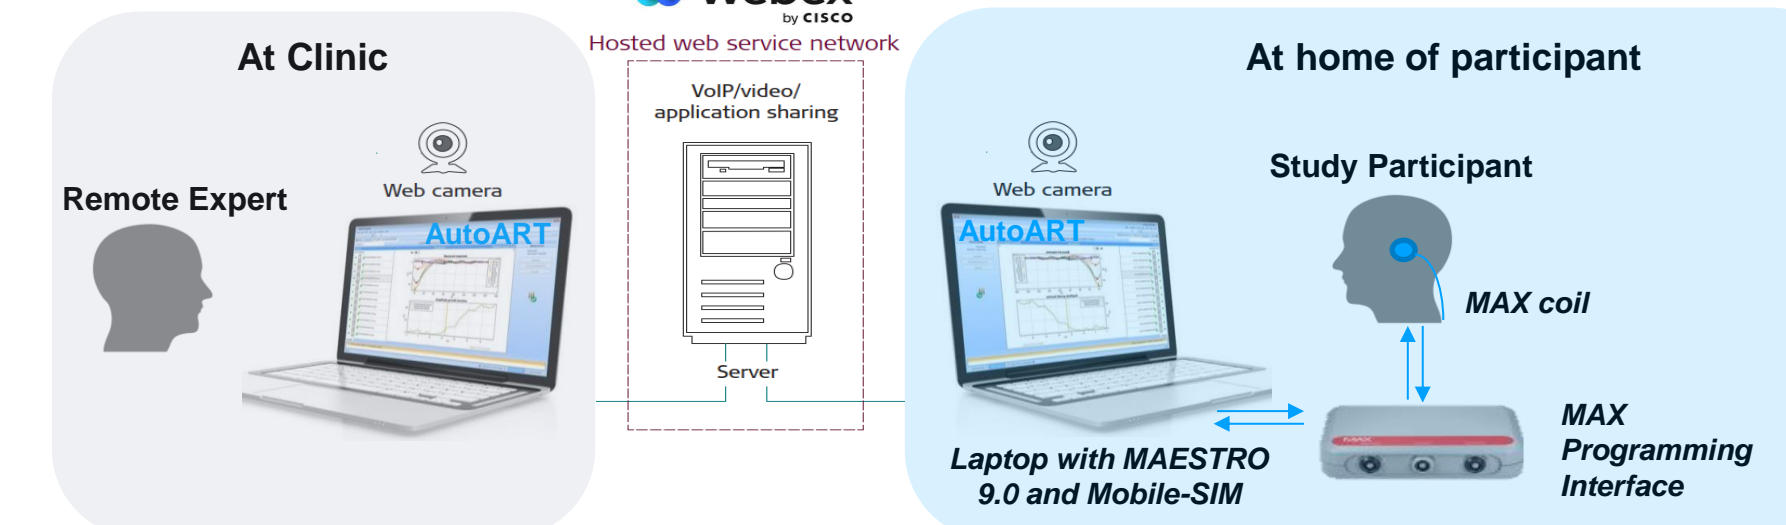 Webex
by CISCO
Hosted web service network
At Clinic
At home of participant
VoIP/video/
application sharing
Web camera
Remote Expert
AutoART
Server
Web camera
Study Participant
AutoART
MAX coil
MAX
Programming
Interface
MAX
Laptop with MAESTRO
9.0 and Mobile-SIM